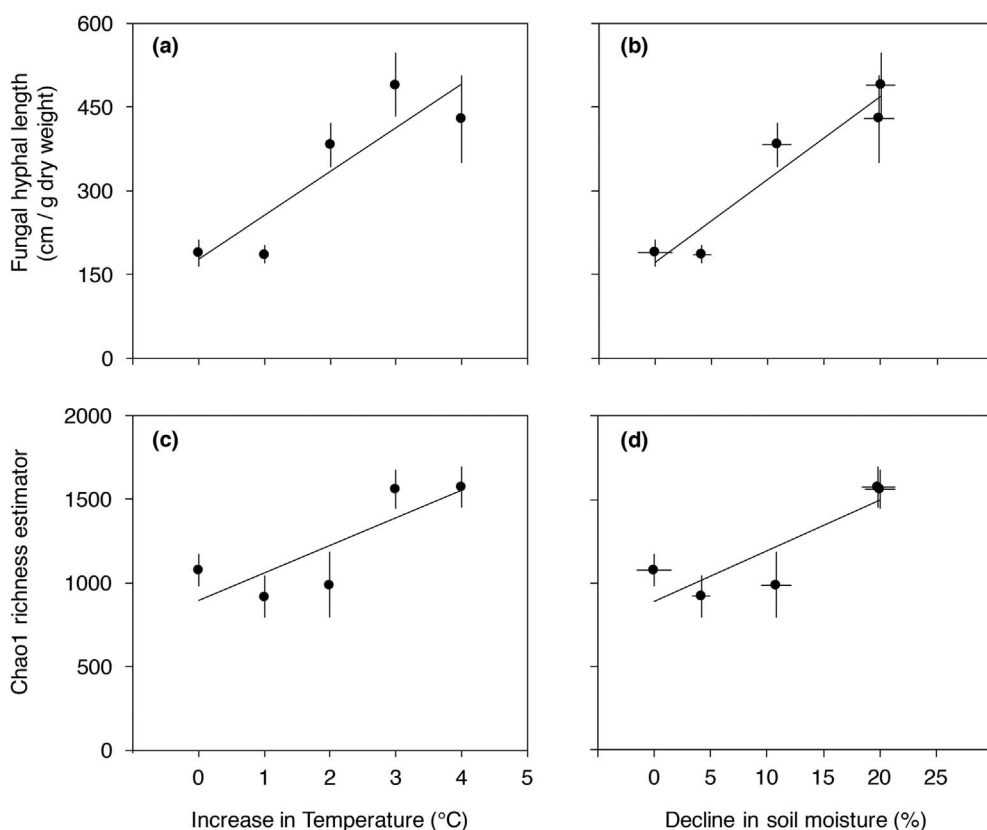 (a)
(b)
600
450
300
150
0
Fungal hyphal length
(cm / g dry weight)
(c)
(d)
2000
1500
1000
500
0
Chao1 richness estimator
0 1 2 3 4 5
0 5 10 15 20 25
Increase in Temperature (°C)
Decline in soil moisture (%)